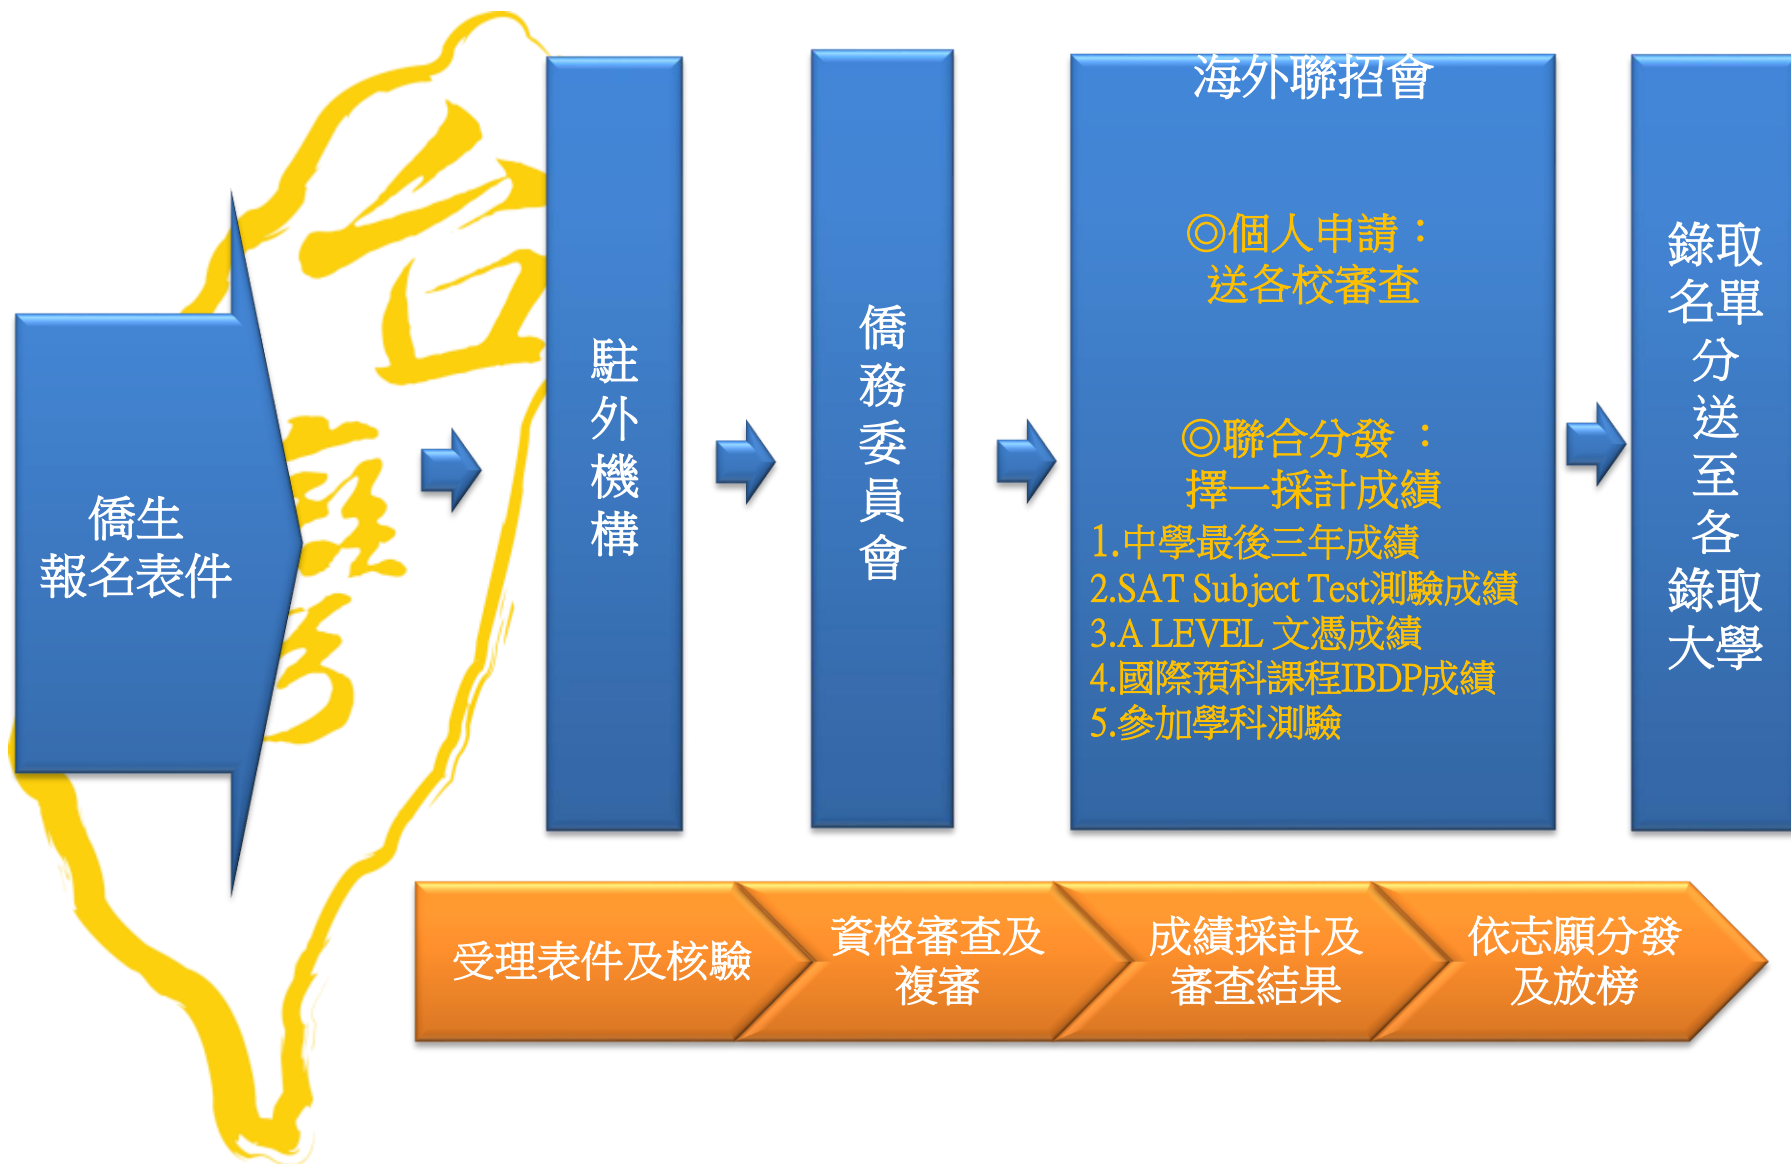 台
灣
僑生
報名表件
駐
外
機
構
僑
務
委
員
會
海外聯招會
◎個人申請：
送各校審查
◎聯合分發：
擇一採計成績
1.中學最後三年成績
2.SAT Subject Test測驗成績
3.A LEVEL 文憑成績
4.國際預科課程IBDP成績
5.參加學科測驗
錄取
名單
分
送
至
各
錄取
大學
受理表件及核驗
資格審查及
複審
成績採計及
審查結果
依志願分發
及放榜